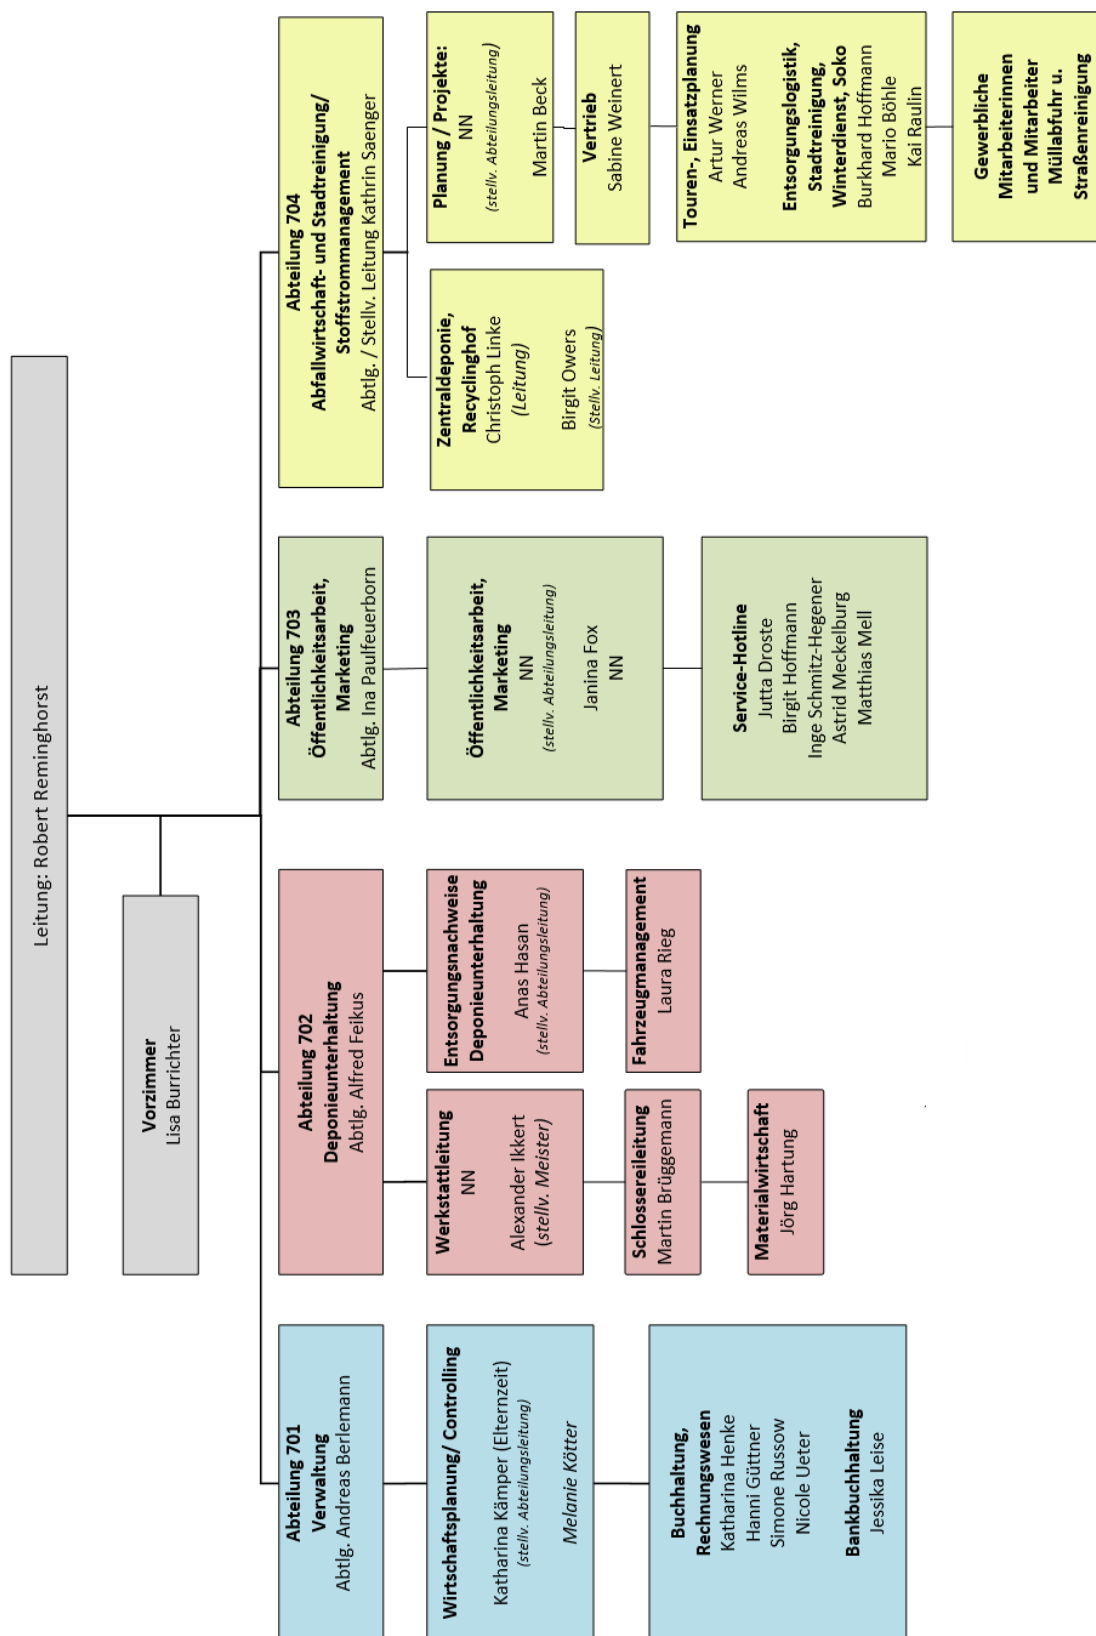 Leitung: Robert Reminghorst
Vorzimmer
Lisa Burrichter
Abteilung 701
Verwaltung
Abtlg. Andreas Berlemann
Wirtschaftsplanung/ Controlling
Katharina Kämper (Elternzeit)
(stellv. Abteilungsleitung)
Melanie Kötter
Buchhaltung,
Rechnungswesen
Katharina Henke
Hanni Güttner
Simone Russow
Nicole Ueter
Bankbuchhaltung
Jessika Leise
Abteilung 702
Deponieunterhaltung
Abtlg. Alfred Feikus
Werkstattleitung
NN
Alexander Ikkert
(stellv. Meister)
Schlossereileitung
Martin Brüggemann
Materialwirtschaft
Jörg Hartung
Entsorgungsnachweise
Deponieunterhaltung
Anas Hasan
(stellv. Abteilungsleitung)
Fahrzeugmanagement
Laura Rieg
Abteilung 703
Öffentlichkeitsarbeit,
Marketing
Abtlg. Ina Paulfeuerborn
Öffentlichkeitsarbeit,
Marketing
NN
(stellv. Abteilungsleitung)
Janina Fox
NN
Service-Hotline
Jutta Droste
Birgit Hoffmann
Inge Schmitz-Hegener
Astrid Meckelburg
Matthias Mell
Abteilung 704
Abfallwirtschaft- und Stadtreinigung/
Stoffstrommanagement
Abtlg. / Stellv. Leitung Kathrin Saenger
Zentraldeponie,
Recyclinghof
Christoph Linke
(Leitung)
Birgit Owers
(Stellv. Leitung)
Planung / Projekte:
NN
(stellv. Abteilungsleitung)
Martin Beck
Vertrieb
Sabine Weinert
Touren-, Einsatzplanung
Artur Werner
Andreas Wilms
Entsorgungslogistik,
Stadtreinigung,
Winterdienst, Soko
Burkhard Hoffmann
Mario Böhle
Kai Raulin
Gewerbliche
Mitarbeiterinnen
und Mitarbeiter
Müllabfuhr u.
Straßenreinigung